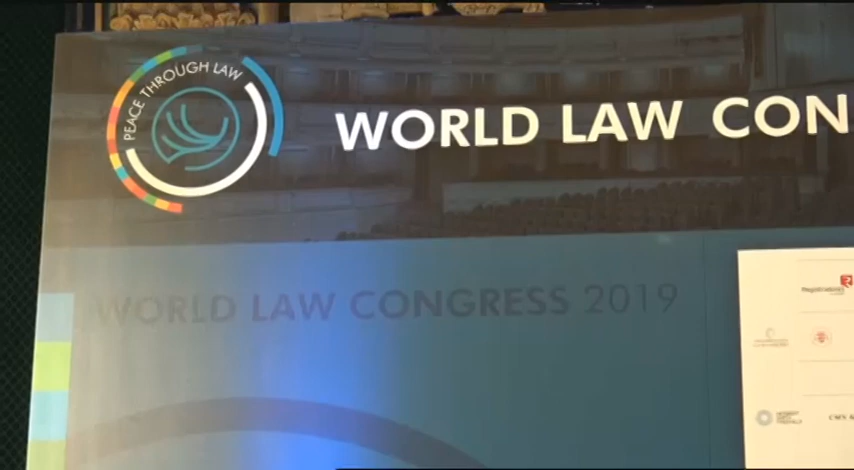 PEACE THROUGH LAW
WORLD LAW CON
WORLD LAW CONGRESS 2019